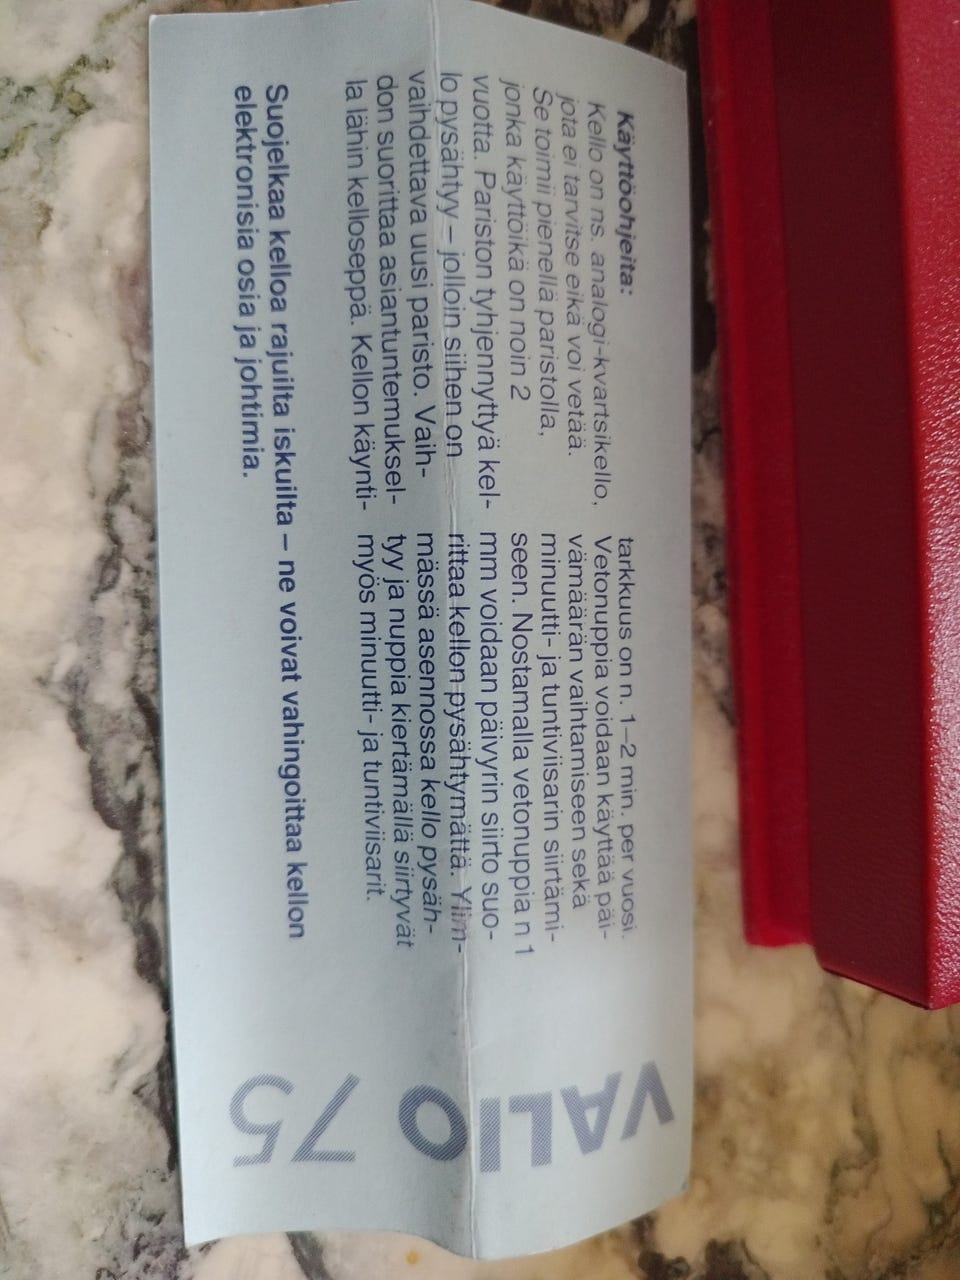 Käyttöohjeita:
Kello on ns. analogi-kvartsikello,
jota ei tarvitse eikä voi vetää.
Se toimii pienellä paristolla,
jonka käyttöikä on noin 2
vuotta. Pariston tyhjennyttyä kel-
lo pysähtyy – jolloin siihen on
vaihdettava uusi paristo. Vaih-
don suorittaa asiantuntemuksel-
la lähin kelloseppä. Kellon käynti-
tarkkuus on n. 1–2 min. per vuosi.
Vetonuppia voidaan käyttää päi-
vämäärän vaihtamiseen sekä
minuutti- ja tuntiviisarin siirtämi-
seen. Nostamalla vetonuppia n 1
mm voidaan päivyrin siirto suo-
rittaa kellon pysähtymättä. Ylim-
mässä asennossa kello pysäh-
tyy ja nuppia kiertämällä siirtyvät
myös minuutti- ja tuntiviisarit.
Suojelkaa kelloa rajuilta iskuilta – ne voivat vahingoittaa kellon
elektronisia osia ja johtimia.
VALIO 75